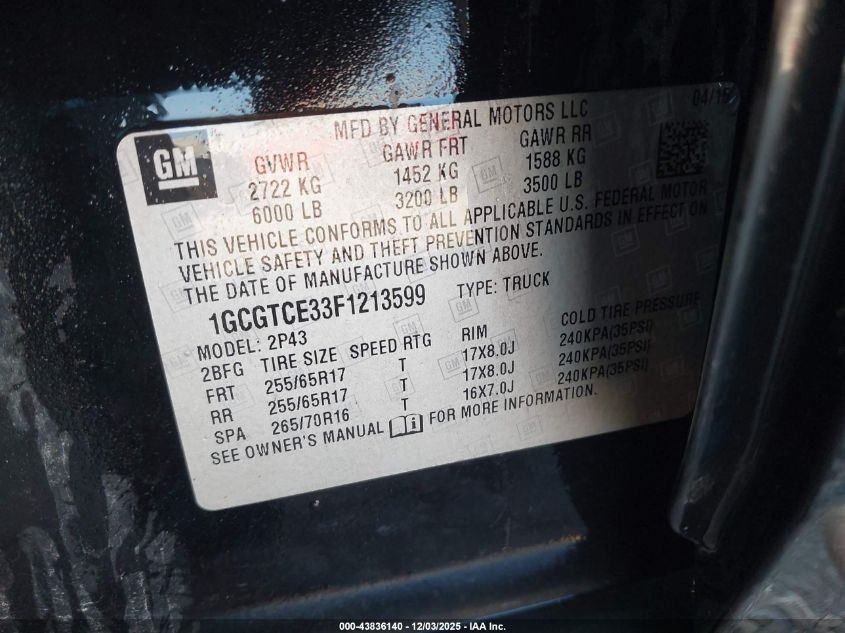 MFD BY GENERAL MOTORS LLC 04/15
GM
GVWR GAWR FRT GAWR RR
2722 KG 1452 KG 1588 KG
6000 LB 3200 LB 3500 LB
THIS VEHICLE CONFORMS TO ALL APPLICABLE U.S. FEDERAL MOTOR
VEHICLE SAFETY AND THEFT PREVENTION STANDARDS IN EFFECT ON
THE DATE OF MANUFACTURE SHOWN ABOVE.
1GCGTCE33F1213599 TYPE: TRUCK
MODEL: 2P43
2BFG TIRE SIZE SPEED RTG RIM COLD TIRE PRESSURE
FRT 255/65R17 T 17X8.0J 240KPA(35PSI)
RR 255/65R17 T 17X8.0J 240KPA(35PSI)
SPA 265/70R16 T 16X7.0J 240KPA(35PSI)
SEE OWNER'S MANUAL FOR MORE INFORMATION.
000-43836140 - 12/03/2025 - IAA Inc.